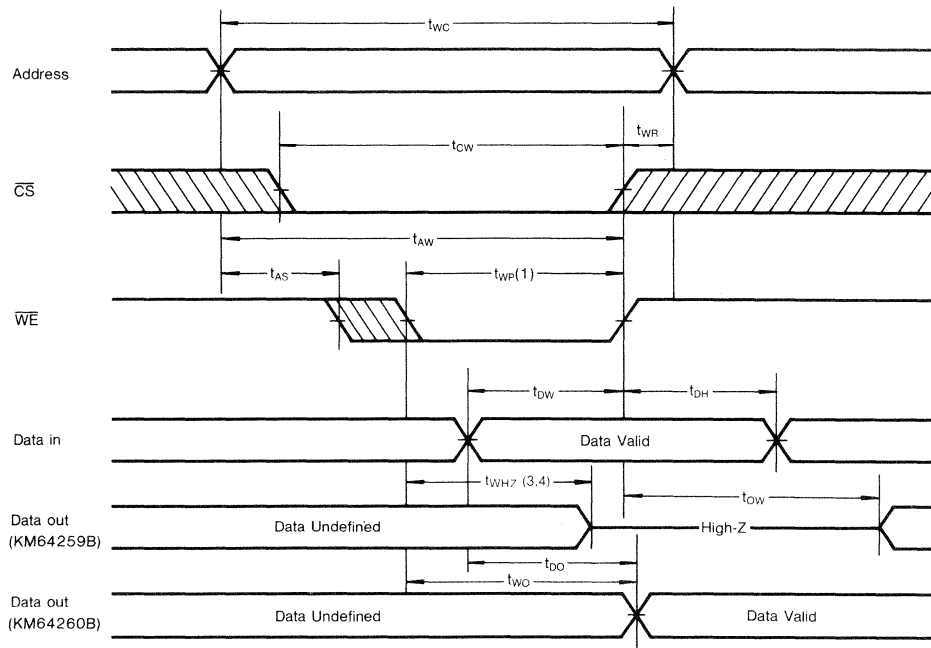 tWC
Address
tWR
tCW
CS
tAW
tAS
tWP(1)
WE
tDW
tDH
Data in
Data Valid
tWHZ (3,4)
tOW
Data out
(KM64259B)
Data Undefined
High-Z
tDO
tWO
Data out
(KM64260B)
Data Undefined
Data Valid